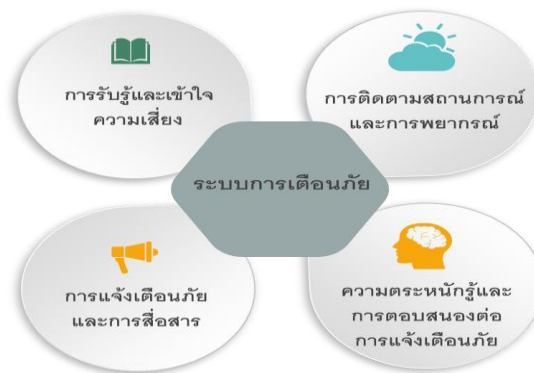 การรับรู้และเข้าใจ
ความเสี่ยง
การติดตามสถานการณ์
และการพยากรณ์
ระบบการเตือนภัย
การแจ้งเตือนภัย
และการสื่อสาร
ความตระหนักรู้และ
การตอบสนองต่อ
การแจ้งเตือนภัย